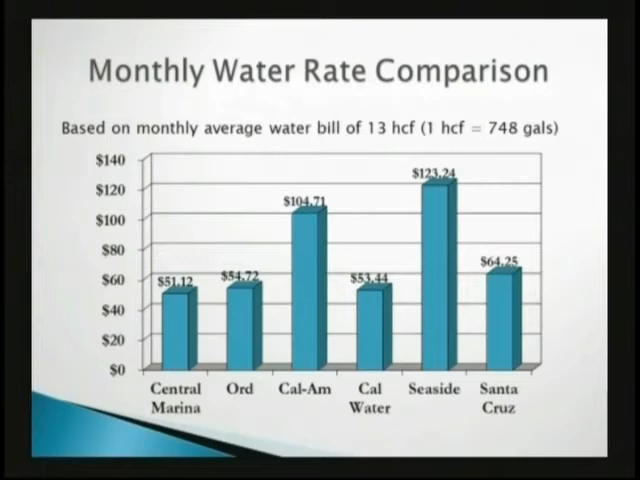 Monthly Water Rate Comparison
Based on monthly average water bill of 13 hcf (1 hcf = 748 gals)
$140
$120
$100
$80
$60
$40
$20
$0
$51.12
$54.72
$104.71
$53.44
$123.24
$64.25
Central Marina
Ord
Cal-Am
Cal Water
Seaside
Santa Cruz